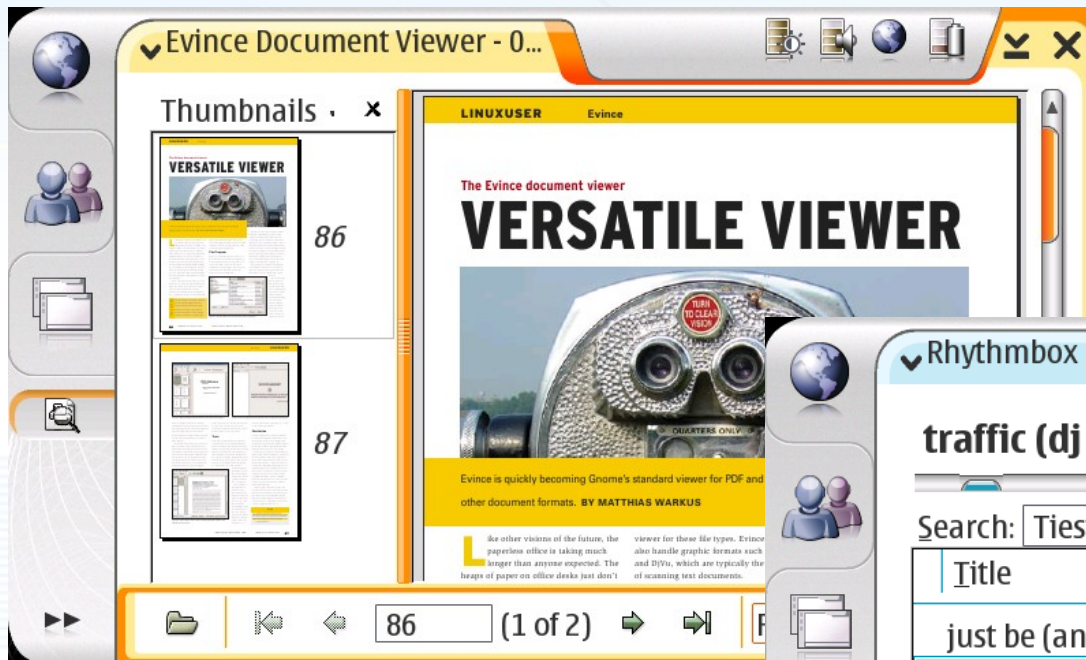 Evince Document Viewer - 0...
Thumbnails
VERSATILE VIEWER
86
87
LINUXUSER Evince
The Evince document viewer
VERSATILE VIEWER
TURN
TO CLEAR
VISION
QUARTERS ONLY
Evince is quickly becoming Gnome's standard viewer for PDF and
other document formats. BY MATTHIAS WARKUS
Like other visions of the future, the
paperless office is taking much
longer than anyone expected. The
heaps of paper on office desks just don't
viewer for these file types. Evince
also handle graphic formats such
and DjVu, which are typically the
of scanning text documents.
86 (1 of 2)
Rhythmbox
traffic (dj
Search: Ties
Title
just be (an